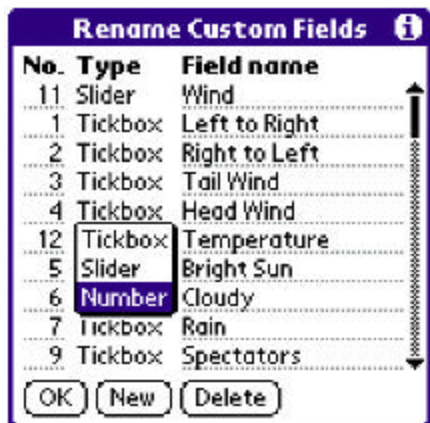 Rename Custom Fields i
No. Type Field name
11 Slider Wind
1 Tickbox Left to Right
2 Tickbox Right to Left
3 Tickbox Tail Wind
4 Tickbox Head Wind
12 Tickbox Temperature
5 Slider Bright Sun
6 Number Cloudy
7 Tickbox Rain
9 Tickbox Spectators
OK New Delete